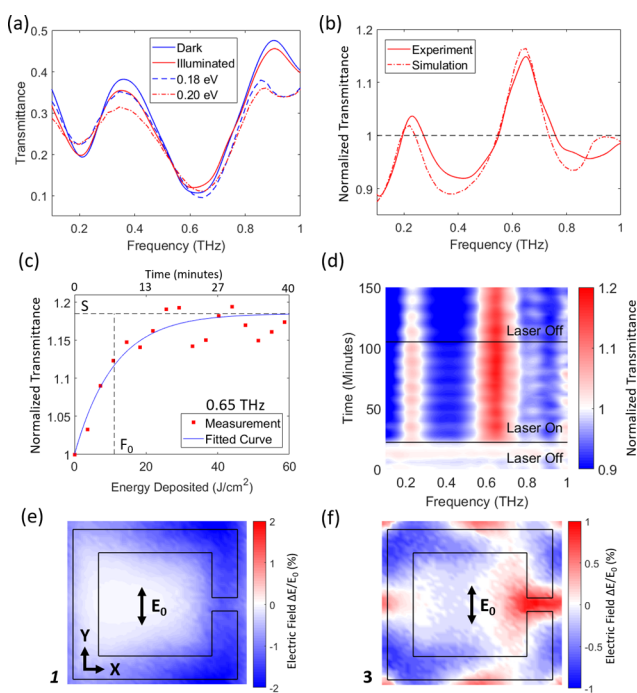 (a)
Transmittance
0.5
0.4
0.3
0.2
0.1
Dark
Illuminated
0.18 eV
0.20 eV
0.2
0.4
0.6
0.8
1
Frequency (THz)
(b)
Normalized Transmittance
1.2
1.1
1
0.9
Experiment
Simulation
0.2
0.4
0.6
0.8
1
Frequency (THz)
(c)
Time (minutes)
0
13
27
40
Normalized Transmittance
1.2
1.15
1.1
1.05
1
S
F0
0.65 THz
Measurement
Fitted Curve
0
20
40
60
Energy Deposited (J/cm²)
(d)
Time (Minutes)
150
100
50
0
Laser Off
Laser On
Laser Off
0.2
0.4
0.6
0.8
1
Frequency (THz)
1.2
1.1
1
0.9
Normalized Transmittance
(e)
E0
Y
X
1
2
1
0
-1
-2
Electric Field ΔE/E0 (%)
(f)
E0
3
1
0.5
0
-0.5
-1
Electric Field ΔE/E0 (%)